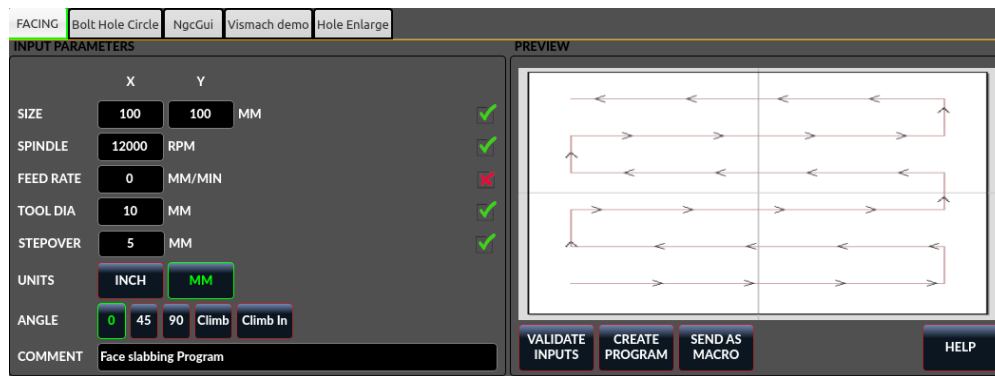 FACING Bolt Hole Circle NgcGui Vismach demo Hole Enlarge
INPUT PARAMETERS PREVIEW
X Y
SIZE 100 100 MM
SPINDLE 12000 RPM
FEED RATE 0 MM/MIN
TOOL DIA 10 MM
STEPOVER 5 MM
UNITS INCH MM
ANGLE 0 45 90 Climb Climb In
COMMENT Face slabbing Program
VALIDATE INPUTS
CREATE PROGRAM
SEND AS MACRO
HELP